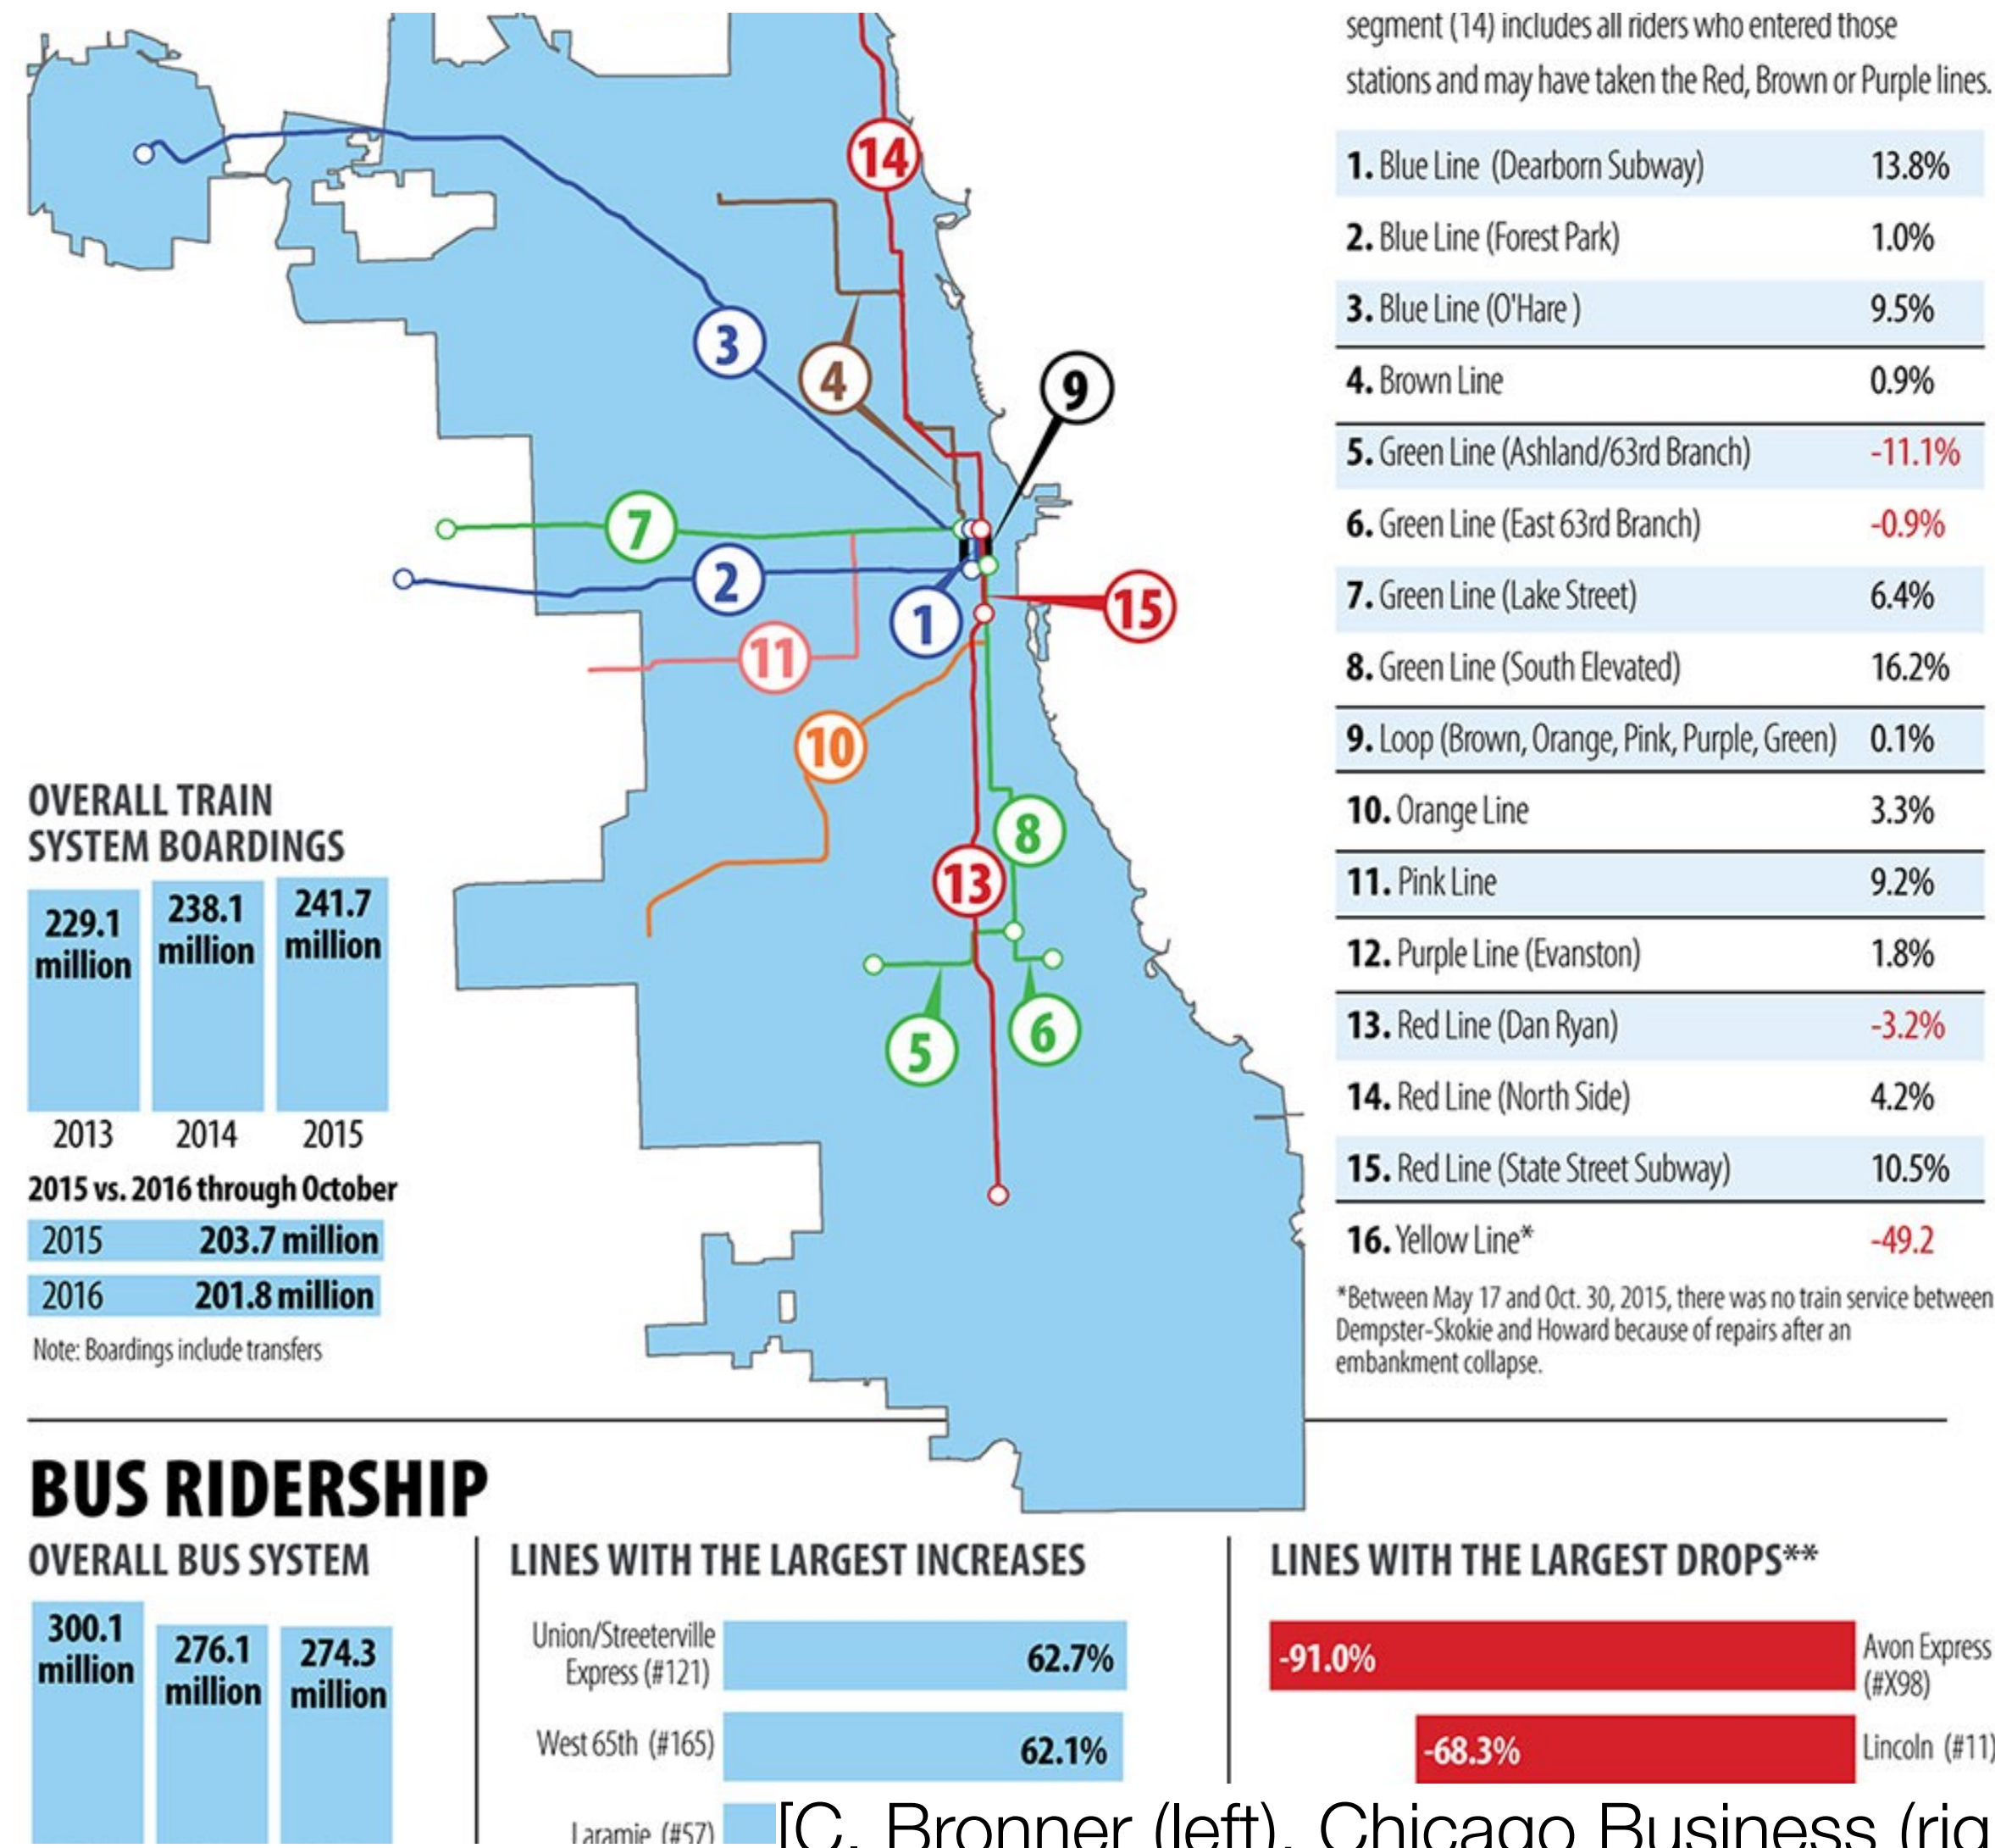 segment (14) includes all riders who entered those
stations and may have taken the Red, Brown or Purple lines.
1. Blue Line (Dearborn Subway) 13.8%
2. Blue Line (Forest Park) 1.0%
3. Blue Line (O'Hare ) 9.5%
4. Brown Line 0.9%
5. Green Line (Ashland/63rd Branch) -11.1%
6. Green Line (East 63rd Branch) -0.9%
7. Green Line (Lake Street) 6.4%
8. Green Line (South Elevated) 16.2%
9. Loop (Brown, Orange, Pink, Purple, Green) 0.1%
10. Orange Line 3.3%
11. Pink Line 9.2%
12. Purple Line (Evanston) 1.8%
13. Red Line (Dan Ryan) -3.2%
14. Red Line (North Side) 4.2%
15. Red Line (State Street Subway) 10.5%
16. Yellow Line* -49.2
*Between May 17 and Oct. 30, 2015, there was no train service between
Dempster-Skokie and Howard because of repairs after an
embankment collapse.
14
3
4
9
7
2
1
15
11
10
8
13
5
6
OVERALL TRAIN
SYSTEM BOARDINGS
229.1 million
238.1 million
241.7 million
2013 2014 2015
2015 vs. 2016 through October
2015 203.7 million
2016 201.8 million
Note: Boardings include transfers
BUS RIDERSHIP
OVERALL BUS SYSTEM
300.1 million
276.1 million
274.3 million
LINES WITH THE LARGEST INCREASES
Union/Streeterville
Express (#121) 62.7%
West 65th (#165) 62.1%
Laramie (#57)
LINES WITH THE LARGEST DROPS**
-91.0% Avon Express
(#X98)
-68.3% Lincoln (#11)
[C. Bronner (left), Chicago Business